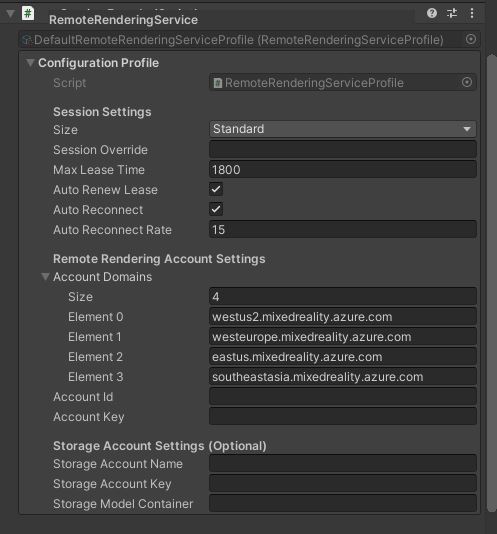 RemoteRenderingService
DefaultRemoteRenderingServiceProfile (RemoteRenderingServiceProfile)
Configuration Profile
Script RemoteRenderingServiceProfile
Session Settings
Size Standard
Session Override
Max Lease Time 1800
Auto Renew Lease
Auto Reconnect
Auto Reconnect Rate 15
Remote Rendering Account Settings
Account Domains
Size 4
Element 0 westus2.mixedreality.azure.com
Element 1 westeurope.mixedreality.azure.com
Element 2 eastus.mixedreality.azure.com
Element 3 southeastasia.mixedreality.azure.com
Account Id
Account Key
Storage Account Settings (Optional)
Storage Account Name
Storage Account Key
Storage Model Container